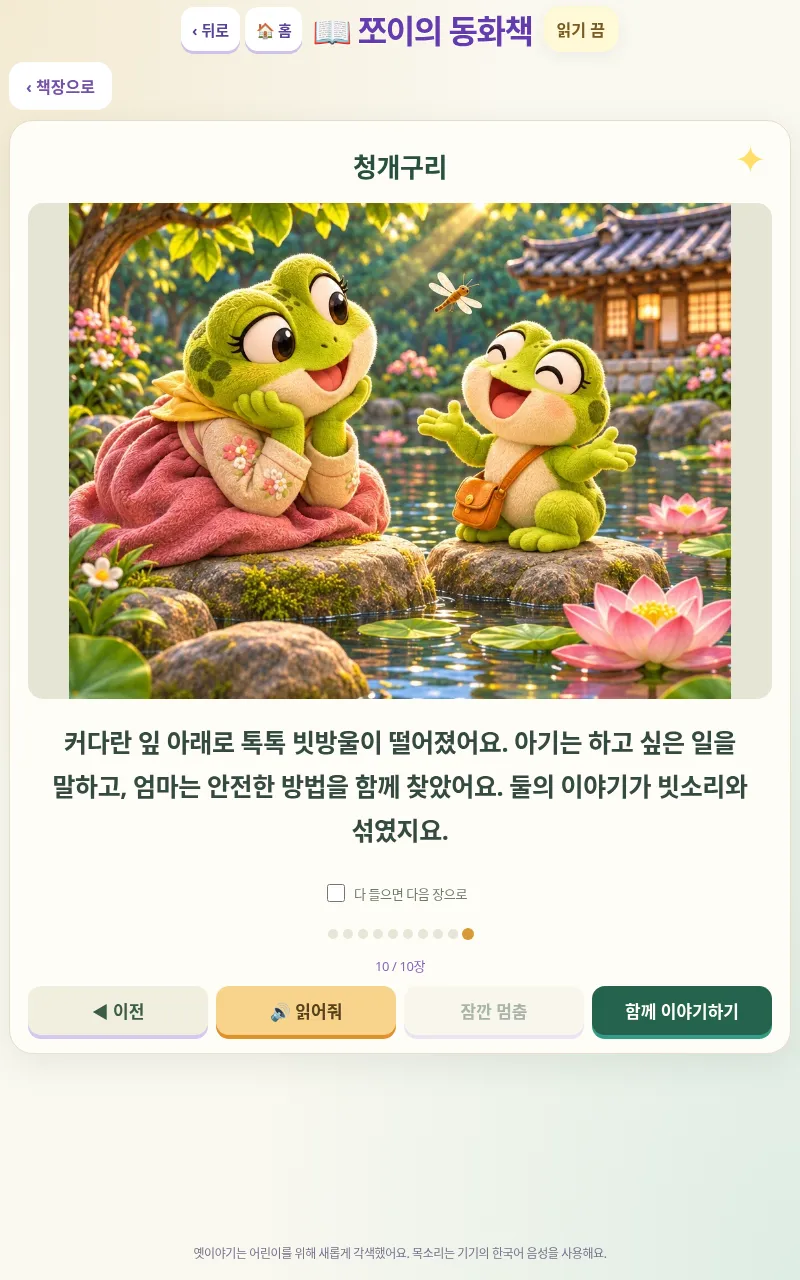 ‹ 뒤로
🏠 홈
📖 쪼이의 동화책
읽기 끔
‹ 책장으로
청개구리
커다란 잎 아래로 톡톡 빗방울이 떨어졌어요. 아기는 하고 싶은 일을
말하고, 엄마는 안전한 방법을 함께 찾았어요. 둘의 이야기가 빗소리와
섞였지요.
다 들으면 다음 장으로
10 / 10장
◀ 이전
🔊 읽어줘
잠깐 멈춤
함께 이야기하기
옛이야기는 어린이를 위해 새롭게 각색했어요. 목소리는 기기의 한국어 음성을 사용해요.